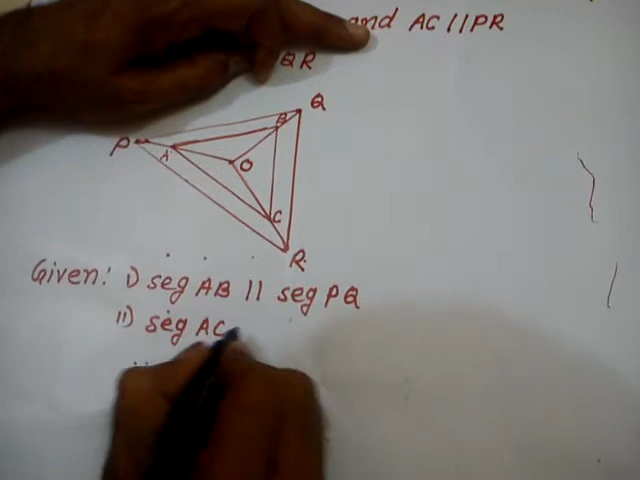 and AC // PR
QR
Q
B
P
A
O
C
R
Given: i) seg AB || seg PQ
ii) seg AC